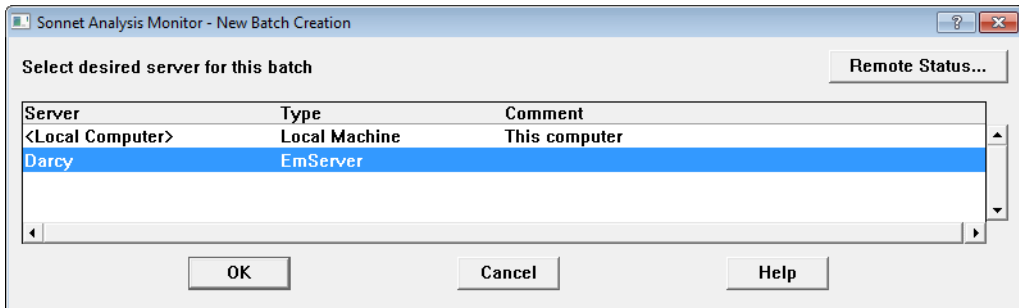 Sonnet Analysis Monitor - New Batch Creation
Select desired server for this batch
Remote Status...
Server Type Comment
<Local Computer> Local Machine This computer
Darcy EmServer
OK Cancel Help